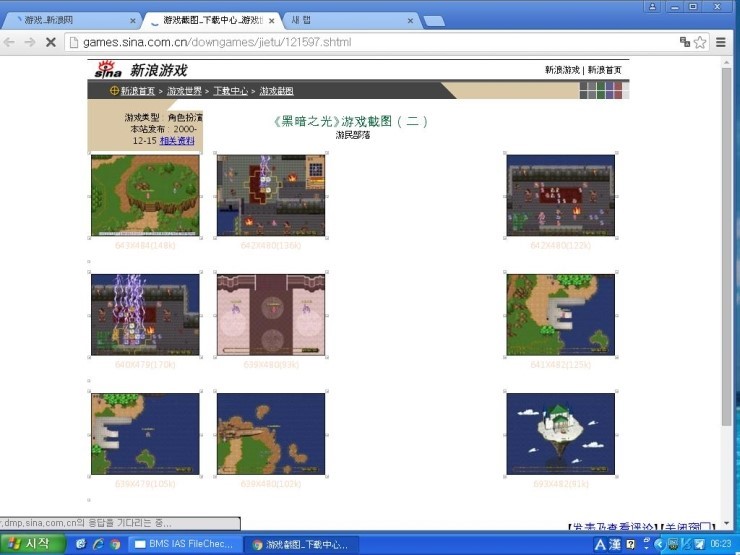 游戏_新浪网
游戏截图_下载中心_游戏世
새 탭
games.sina.com.cn/downgames/jietu/121597.shtml
sina 新浪游戏
新浪游戏 | 新浪首页
新浪首页 > 游戏世界 > 下载中心 > 游戏截图
游戏类型：角色扮演
本站发布：2000-
12-15 相关资料
《黑暗之光》游戏截图（二）
游民部落
643X484(148k)
642X480(136k)
642X480(122k)
640X478(170k)
639X480(89k)
641X482(125k)
639X478(105k)
639X480(102k)
693X482(91k)
【发表及查看评论】【关闭窗口】
.dmp.sina.com.cn의 응답을 기다리는 중...
시작
BMS IAS FileChec...
游戏截图_下载中心...
A 漢
06:23